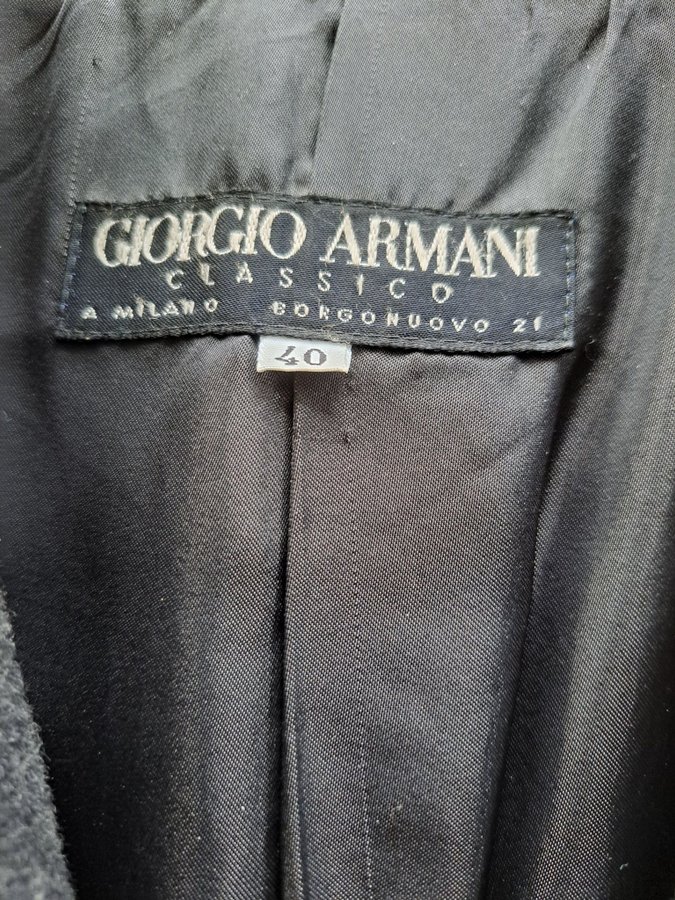 GIORGIO ARMANI
CLASSICO
A MILANO BORGONUOVO 21
40